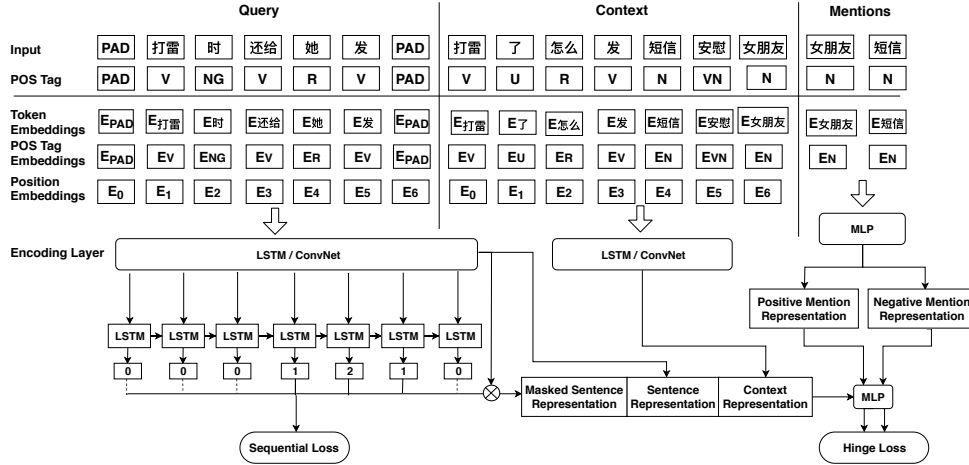 Query Context Mentions
Input PAD 打雷 时 还给 她 发 PAD 打雷 了 怎么 发 短信 安慰 女朋友 女朋友 短信
POS Tag PAD V NG V R V PAD V U R V N VN N N N
Token Embeddings EPAD E打雷 E时 E还给 E她 E发 EPAD E打雷 E了 E怎么 E发 E短信 E安慰 E女朋友 E女朋友 E短信
POS Tag Embeddings EPAD EV ENG EV ER EV EPAD EV EU ER EV EN EVN EN EN EN
Position Embeddings E0 E1 E2 E3 E4 E5 E6 E0 E1 E2 E3 E4 E5 E6
MLP
Encoding Layer LSTM / ConvNet LSTM / ConvNet
Positive Mention Representation Negative Mention Representation
LSTM LSTM LSTM LSTM LSTM LSTM LSTM
0 0 0 1 2 1 0
Masked Sentence Representation Sentence Representation Context Representation MLP
Sequential Loss Hinge Loss